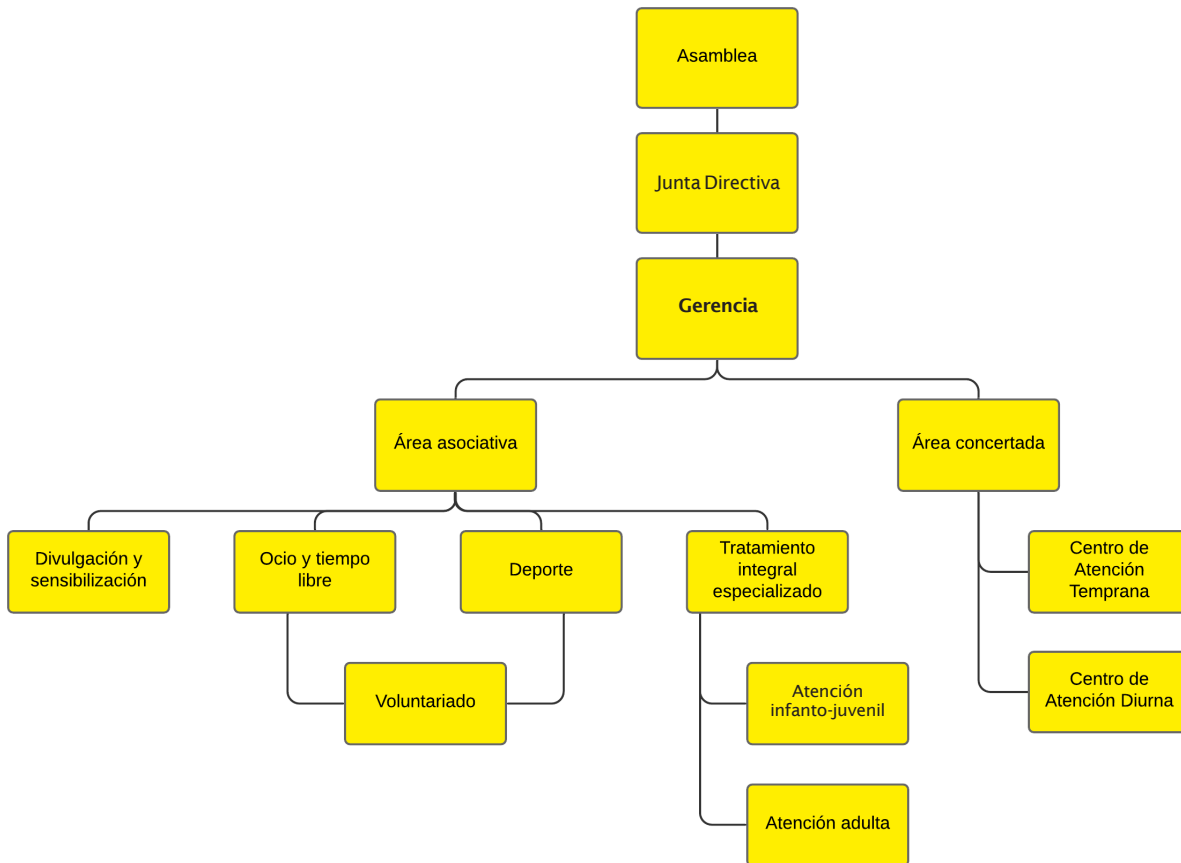 Asamblea
Junta Directiva
Gerencia
Área asociativa
Área concertada
Divulgación y
sensibilización
Ocio y tiempo
libre
Deporte
Tratamiento
integral
especializado
Centro de
Atención
Temprana
Voluntariado
Atención
infanto-juvenil
Centro de
Atención Diurna
Atención adulta